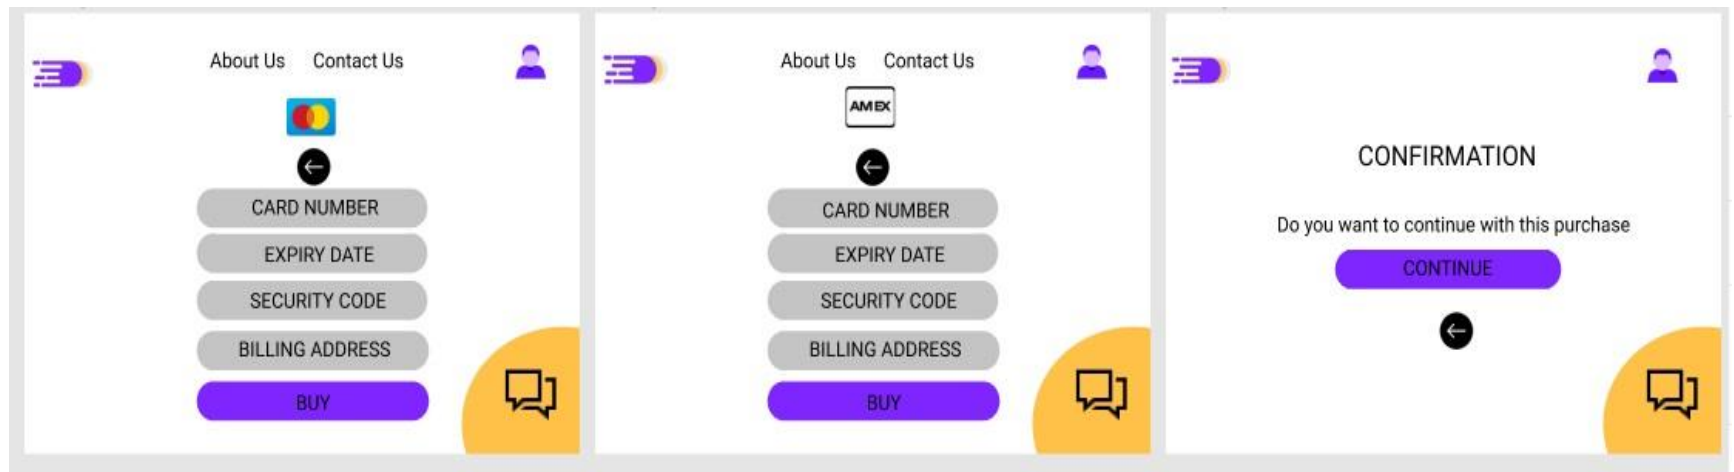 About Us Contact Us
CARD NUMBER
EXPIRY DATE
SECURITY CODE
BILLING ADDRESS
BUY
About Us Contact Us
AMEX
CARD NUMBER
EXPIRY DATE
SECURITY CODE
BILLING ADDRESS
BUY
CONFIRMATION
Do you want to continue with this purchase
CONTINUE